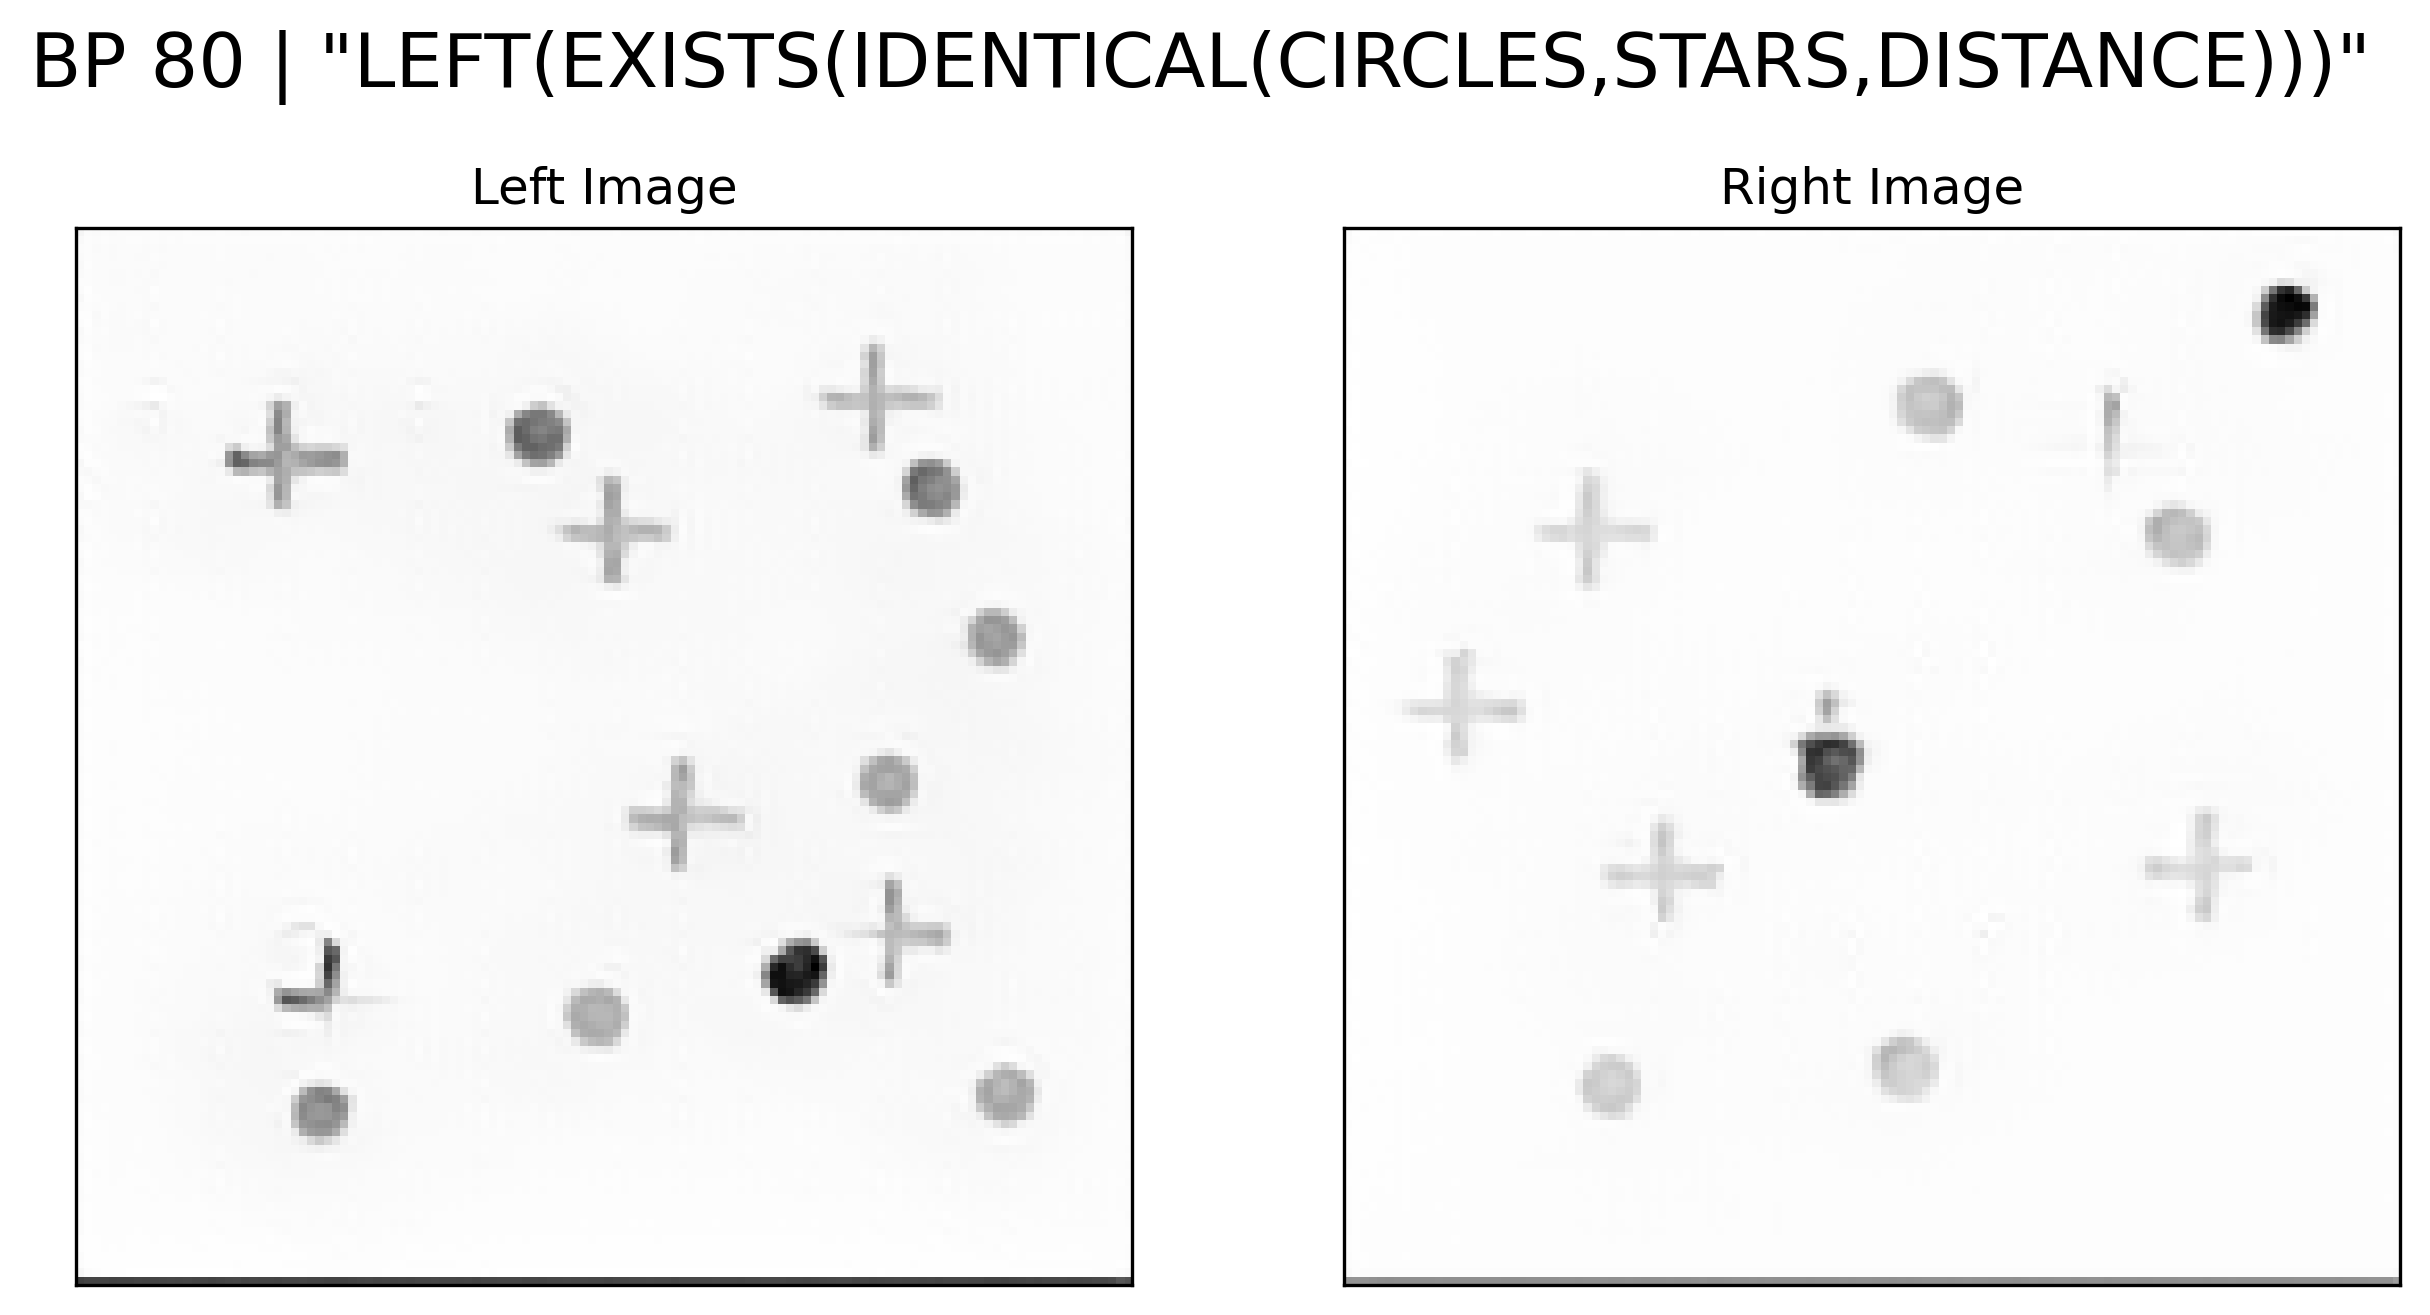 BP 80 | "LEFT(EXISTS(IDENTICAL(CIRCLES,STARS,DISTANCE)))"
Left Image
Right Image